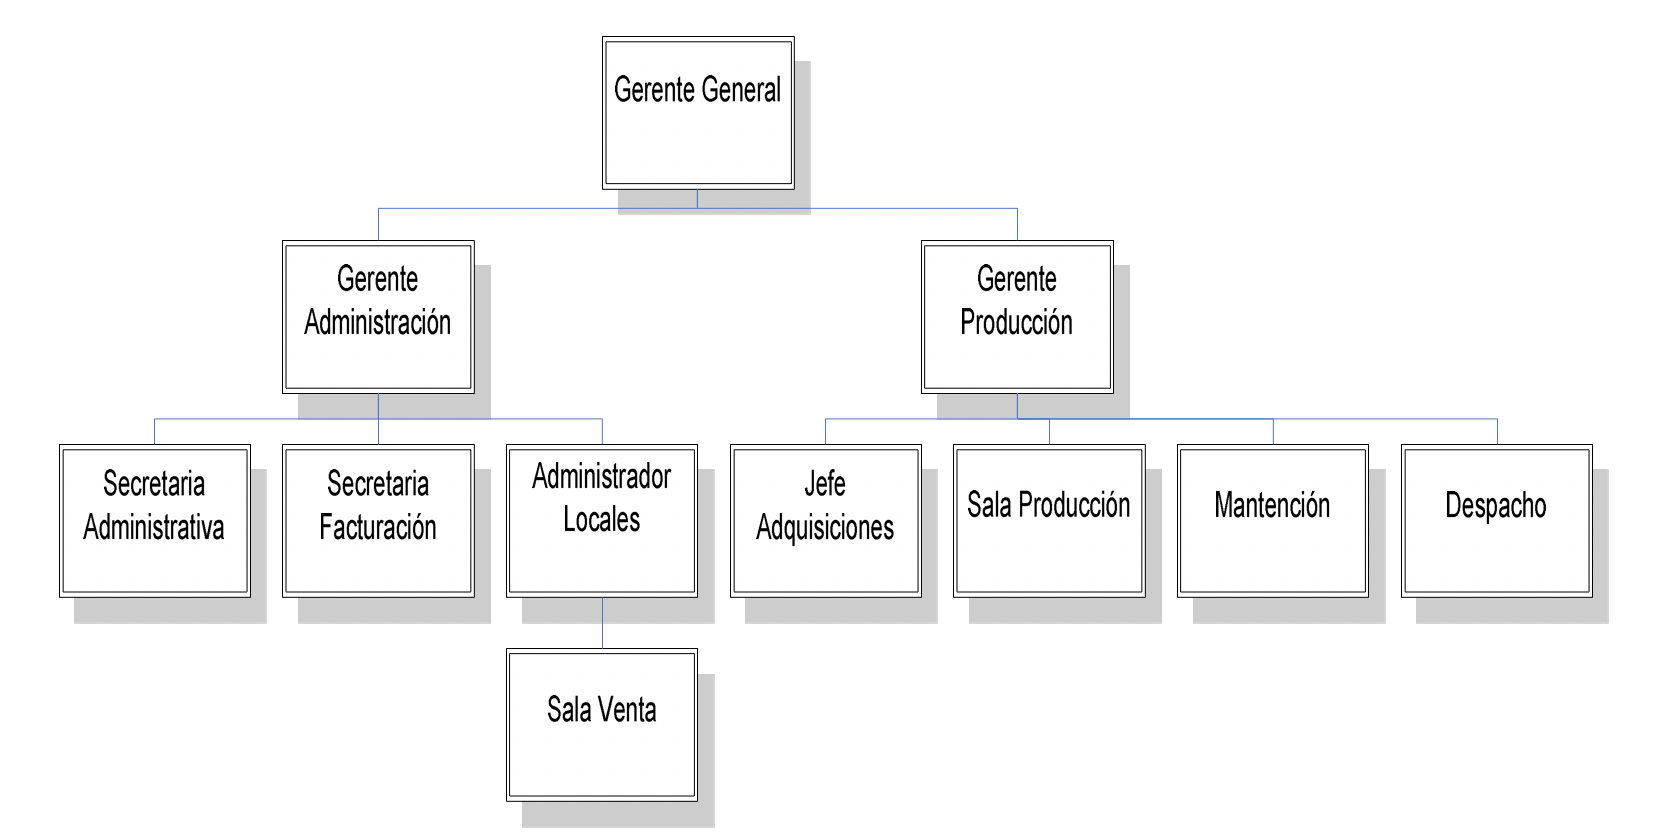 Gerente General
Gerente
Administración
Gerente
Producción
Secretaria
Administrativa
Secretaria
Facturación
Administrador
Locales
Jefe
Adquisiciones
Sala Producción
Mantención
Despacho
Sala Venta